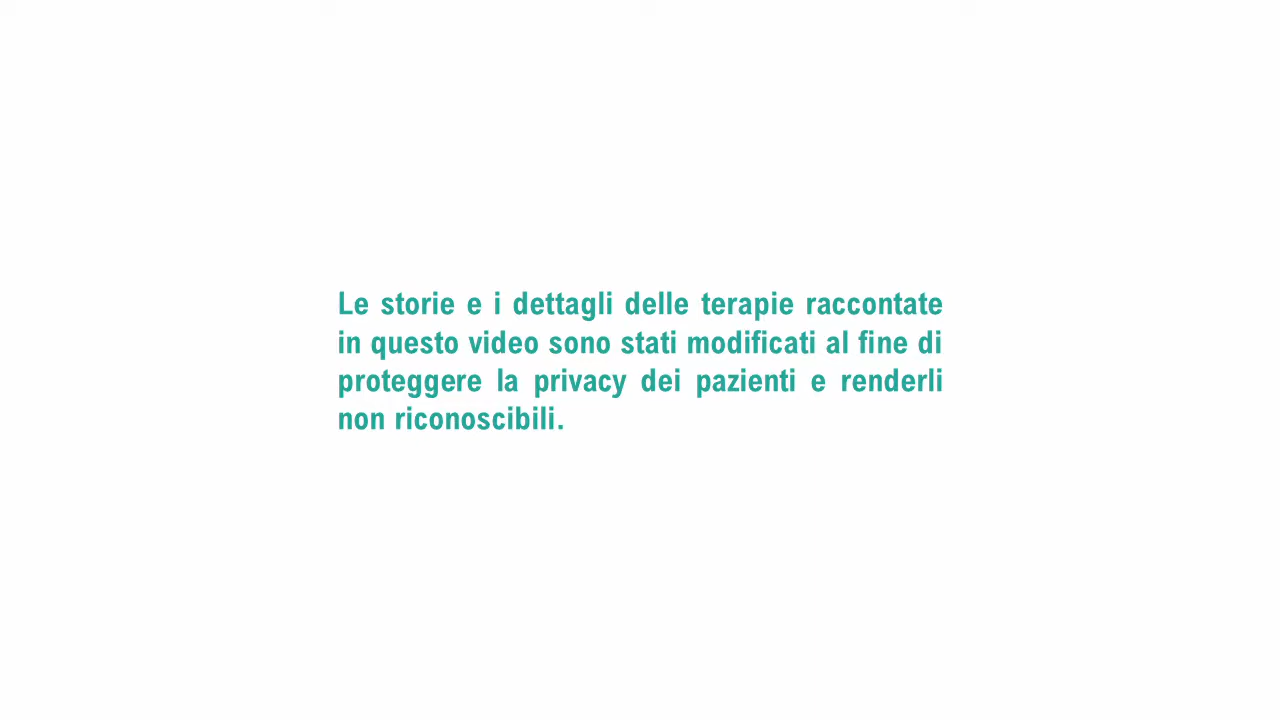 Le storie e i dettagli delle terapie raccontate
in questo video sono stati modificati al fine di
proteggere la privacy dei pazienti e renderli
non riconoscibili.